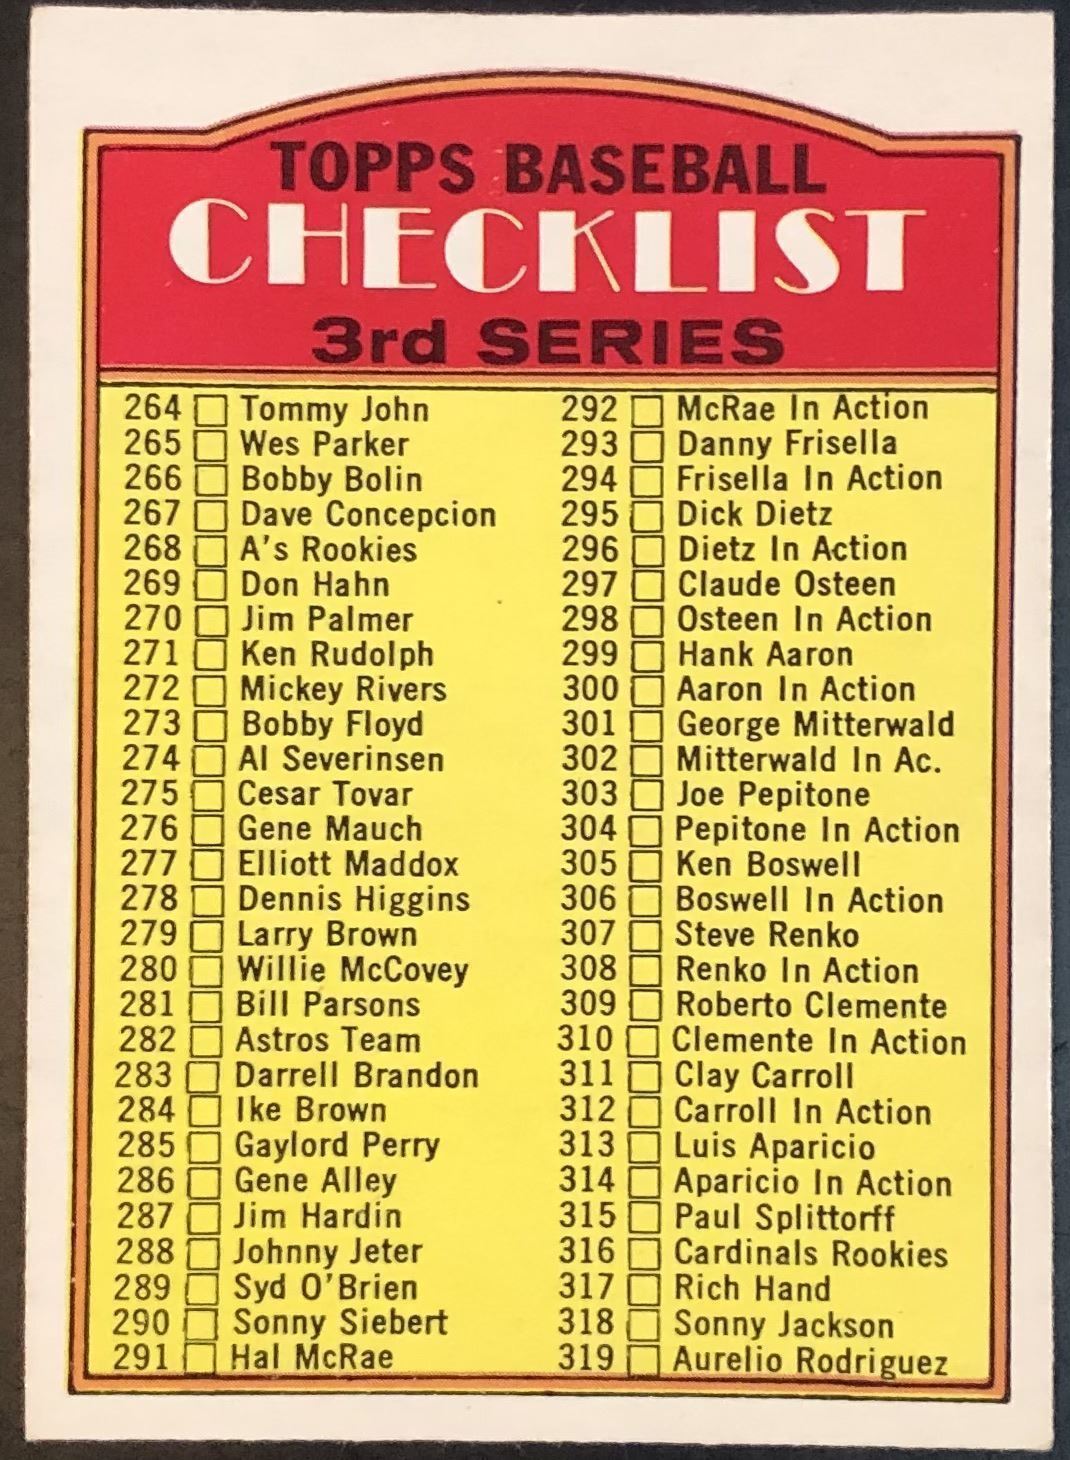 TOPPS BASEBALL
CHECKLIST
3rd SERIES
264 Tommy John
265 Wes Parker
266 Bobby Bolin
267 Dave Concepcion
268 A's Rookies
269 Don Hahn
270 Jim Palmer
271 Ken Rudolph
272 Mickey Rivers
273 Bobby Floyd
274 Al Severinsen
275 Cesar Tovar
276 Gene Mauch
277 Elliott Maddox
278 Dennis Higgins
279 Larry Brown
280 Willie McCovey
281 Bill Parsons
282 Astros Team
283 Darrell Brandon
284 Ike Brown
285 Gaylord Perry
286 Gene Alley
287 Jim Hardin
288 Johnny Jeter
289 Syd O'Brien
290 Sonny Siebert
291 Hal McRae
292 McRae In Action
293 Danny Frisella
294 Frisella In Action
295 Dick Dietz
296 Dietz In Action
297 Claude Osteen
298 Osteen In Action
299 Hank Aaron
300 Aaron In Action
301 George Mitterwald
302 Mitterwald In Ac.
303 Joe Pepitone
304 Pepitone In Action
305 Ken Boswell
306 Boswell In Action
307 Steve Renko
308 Renko In Action
309 Roberto Clemente
310 Clemente In Action
311 Clay Carroll
312 Carroll In Action
313 Luis Aparicio
314 Aparicio In Action
315 Paul Splittorff
316 Cardinals Rookies
317 Rich Hand
318 Sonny Jackson
319 Aurelio Rodriguez